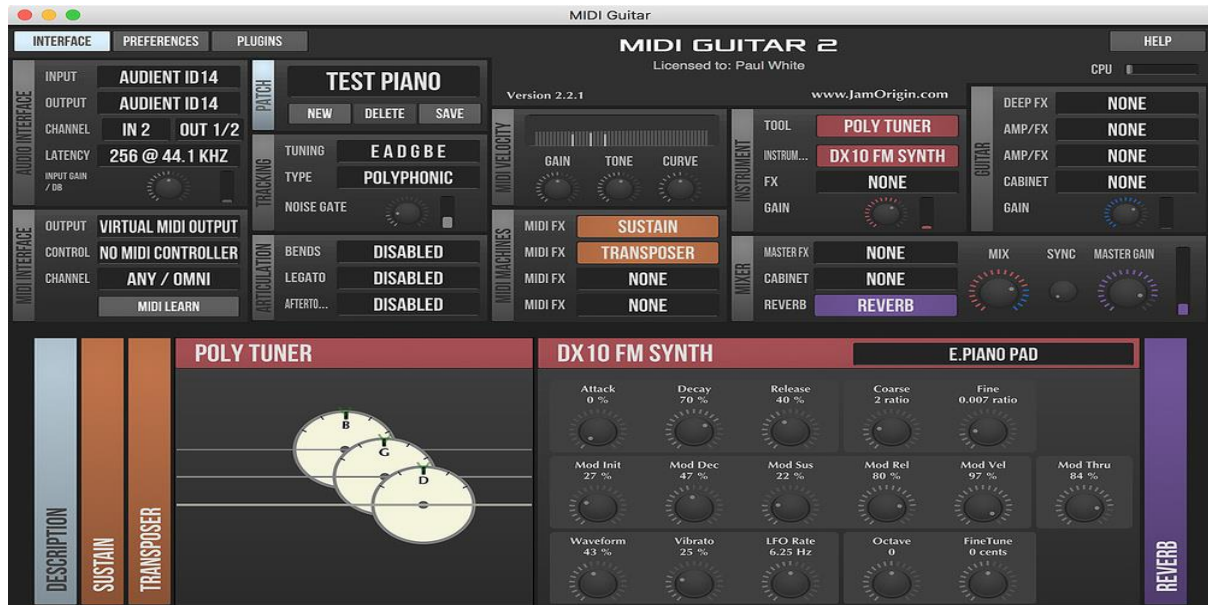 MIDI Guitar
INTERFACE PREFERENCES PLUGINS
MIDI GUITAR 2
HELP
Licensed to: Paul White
CPU
Version 2.2.1
www.JamOrigin.com
AUDIO INTERFACE
INPUT AUDIENT ID14
OUTPUT AUDIENT ID14
CHANNEL IN 2 OUT 1/2
LATENCY 256 @ 44.1 KHZ
INPUT GAIN
/ DB
PATCH
TEST PIANO
NEW DELETE SAVE
TRACKING
TUNING E A D G B E
TYPE POLYPHONIC
NOISE GATE
MIDI VELOCITY
GAIN TONE CURVE
INSTRUMENT
TOOL POLY TUNER
INSTRUM... DX10 FM SYNTH
FX NONE
GAIN
GUITAR
DEEP FX NONE
AMP/FX NONE
AMP/FX NONE
CABINET NONE
GAIN
MIDI INTERFACE
OUTPUT VIRTUAL MIDI OUTPUT
CONTROL NO MIDI CONTROLLER
CHANNEL ANY / OMNI
MIDI LEARN
ARTICULATION
BENDS DISABLED
LEGATO DISABLED
AFTERTO... DISABLED
MIDI MACHINES
MIDI FX SUSTAIN
MIDI FX TRANSPOSER
MIDI FX NONE
MIDI FX NONE
MIXER
MASTER FX NONE
CABINET NONE
REVERB REVERB
MIX SYNC MASTER GAIN
DESCRIPTION
SUSTAIN
TRANSPOSER
POLY TUNER
B
G
D
DX10 FM SYNTH E.PIANO PAD
Attack Decay Release Coarse Fine
0 % 70 % 40 % 2 ratio 0.007 ratio
Mod Init Mod Dec Mod Sus Mod Rel Mod Vel Mod Thru
27 % 47 % 22 % 80 % 97 % 84 %
Waveform Vibrato LFO Rate Octave FineTune
43 % 25 % 6.25 Hz 0 0 cents
REVERB